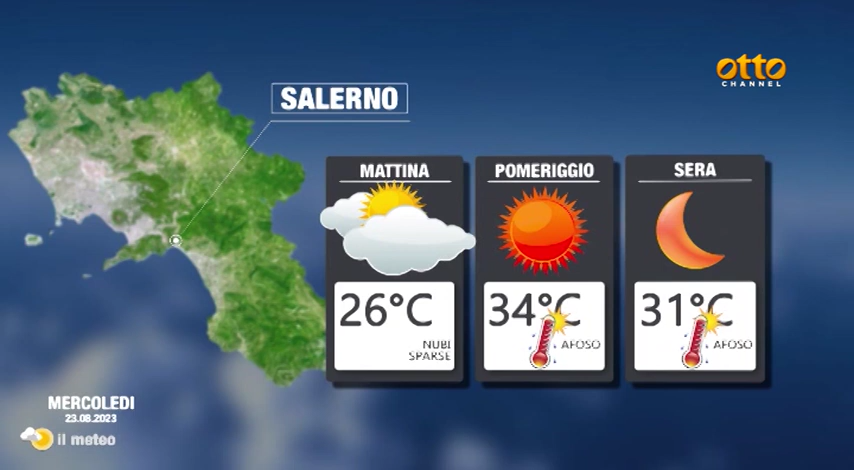 otto
CHANNEL
SALERNO
MATTINA
26°C
NUBI
SPARSE
POMERIGGIO
34°C
AFOSO
SERA
31°C
AFOSO
MERCOLEDI
23.08.2023
il meteo